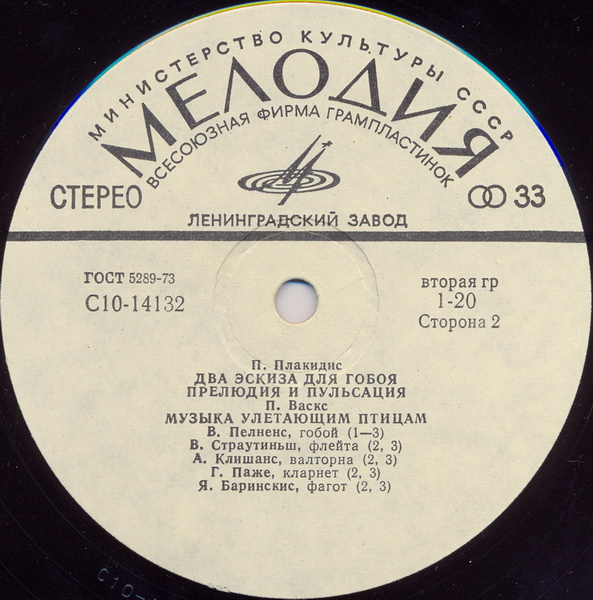 МИНИСТЕРСТВО КУЛЬТУРЫ СССР
МЕЛОДИЯ
ВСЕСОЮЗНАЯ ФИРМА ГРАМПЛАСТИНОК
СТЕРЕО
33
ЛЕНИНГРАДСКИЙ ЗАВОД
ГОСТ 5289-73
С10-14132
вторая гр
1-20
Сторона 2
П. Плакидис
ДВА ЭСКИЗА ДЛЯ ГОБОЯ
ПРЕЛЮДИЯ И ПУЛЬСАЦИЯ
П. Васкс
МУЗЫКА УЛЕТАЮЩИМ ПТИЦАМ
В. Пелненс, гобой (1—3)
В. Страутиньш, флейта (2, 3)
А. Клишанс, валторна (2, 3)
Г. Паже, кларнет (2, 3)
Я. Баринскис, фагот (2, 3)
С10-